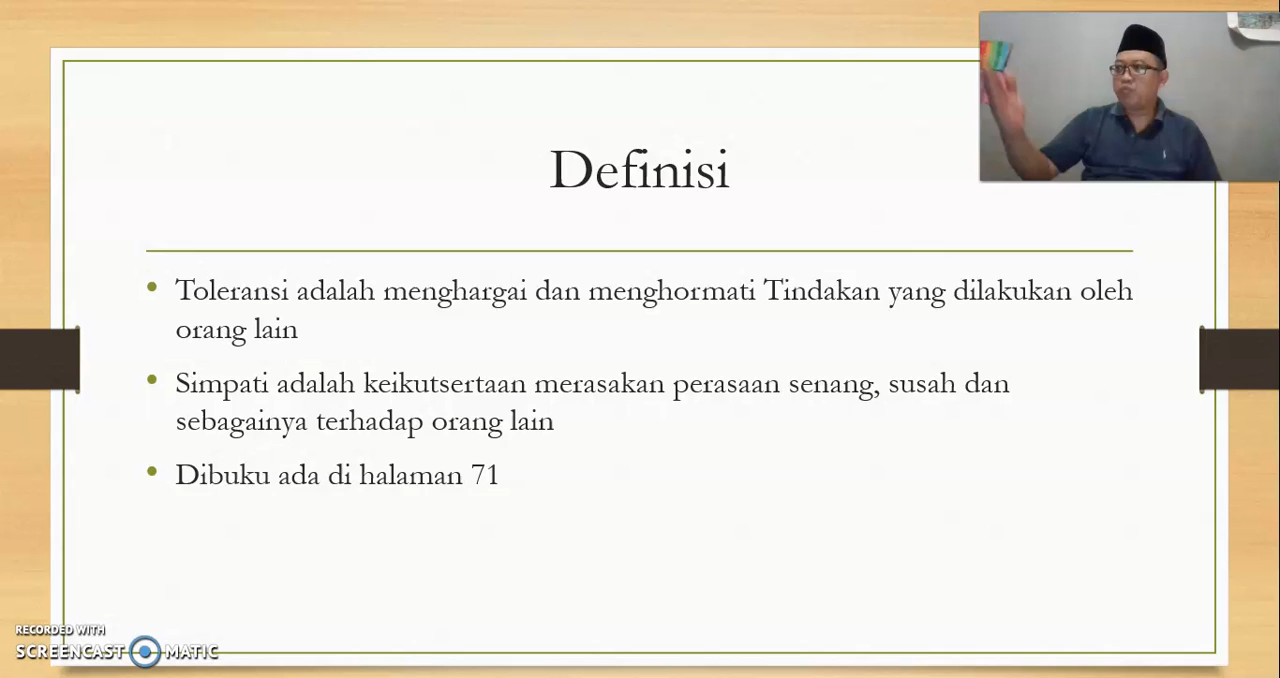 Definisi
Toleransi adalah menghargai dan menghormati Tindakan yang dilakukan oleh
orang lain
Simpati adalah keikutsertaan merasakan perasaan senang, susah dan
sebagainya terhadap orang lain
Dibuku ada di halaman 71
RECORDED WITH
SCREENCAST MATIC